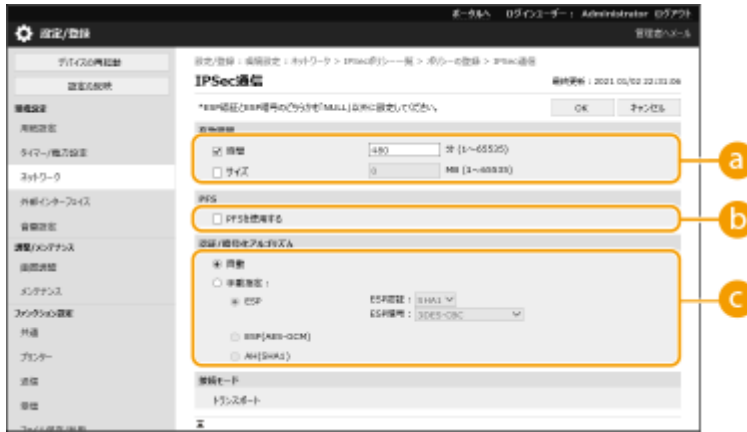 ポータルへ ログインユーザー： Administrator ログアウト
設定/登録
管理者へメール
デバイスの再起動
設定の反映
環境設定
用紙設定
タイマー/電力設定
ネットワーク
外部インターフェイス
音量設定
調整/メンテナンス
画質調整
メンテナンス
ファンクション設定
共通
プリンター
送信
受信
ファイル保存/利用
設定/登録：環境設定：ネットワーク > IPSecポリシー一覧 > ポリシーの登録 > IPSec通信
IPSec通信
最終更新：2021 01/02 22:31:06
*ESP認証とESP暗号のどちらかを「NULL」以外に設定してください。
OK キャンセル
有効期間
時間 480 分 (1～65535)
サイズ 0 MB (1～65535)
a
PFS
PFSを使用する
b
認証/暗号化アルゴリズム
自動
手動設定：
ESP ESP認証： SHA1
ESP暗号： 3DES-CBC
ESP(AES-GCM)
AH(SHA1)
c
接続モード
トランスポート